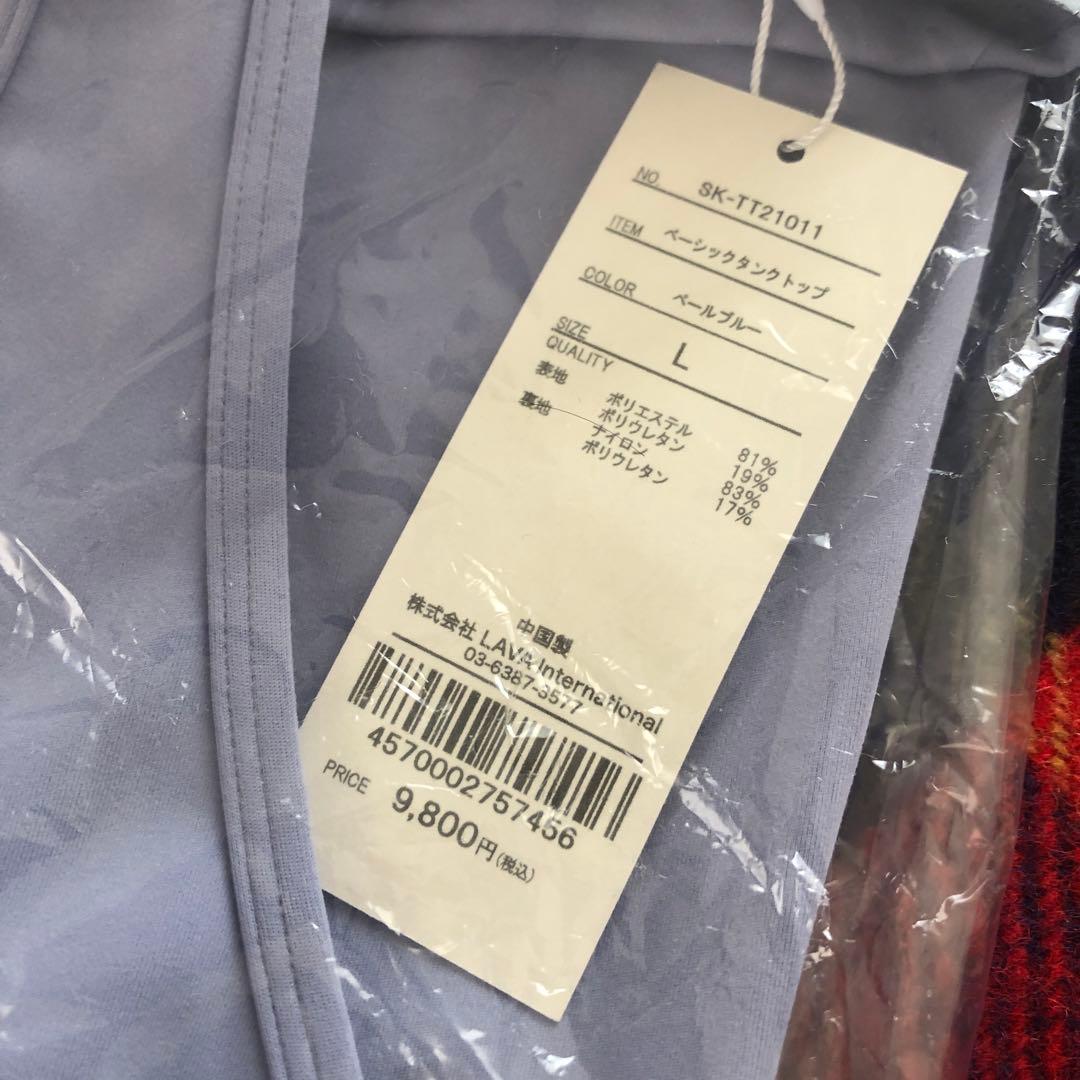 NO. SK-TT21011
ITEM ベーシックタンクトップ
COLOR ペールブルー
SIZE L
QUALITY
表地 ポリエステル 81%
ポリウレタン 19%
裏地 ナイロン 83%
ポリウレタン 17%
中国製
株式会社 LAVA International
03-6387-3577
4570002757456
PRICE 9,800円(税込)